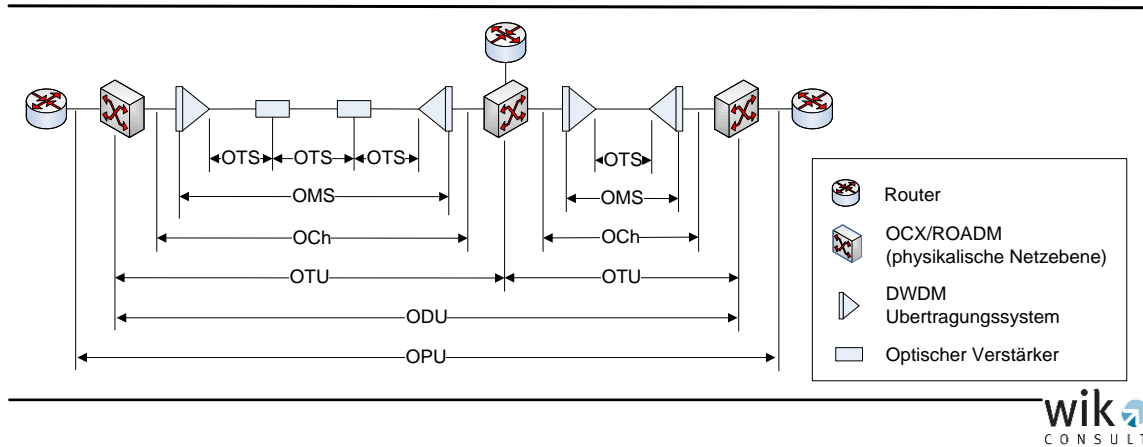 OTS OTS OTS OTS
OMS OMS
OCh OCh
OTU OTU
ODU
OPU
Router
OCX/ROADM
(physikalische Netzebene)
DWDM
Ubertragungssystem
Optischer Verstärker
wik
CONSULT